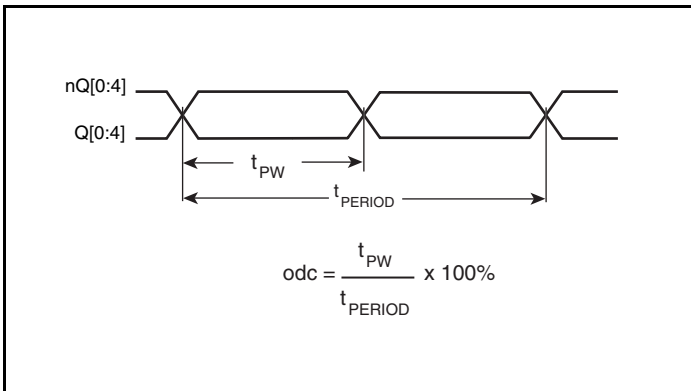 nQ[0:4]
Q[0:4]
tPW
tPERIOD
odc = tPW / tPERIOD x 100%